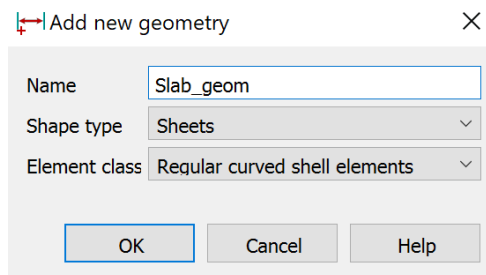 Add new geometry
Name Slab_geom
Shape type Sheets
Element class Regular curved shell elements
OK Cancel Help